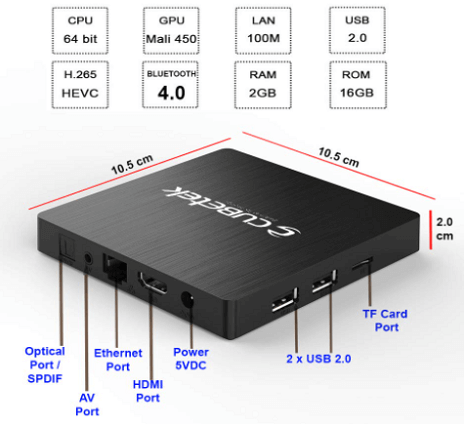 CPU
64 bit
GPU
Mali 450
LAN
100M
USB
2.0
H.265
HEVC
BLUETOOTH
4.0
RAM
2GB
ROM
16GB
10.5 cm
10.5 cm
2.0
cm
CUBetek
TF Card
Port
Optical
Port /
SPDIF
AV
Port
Ethernet
Port
HDMI
Port
Power
5VDC
2 x USB 2.0